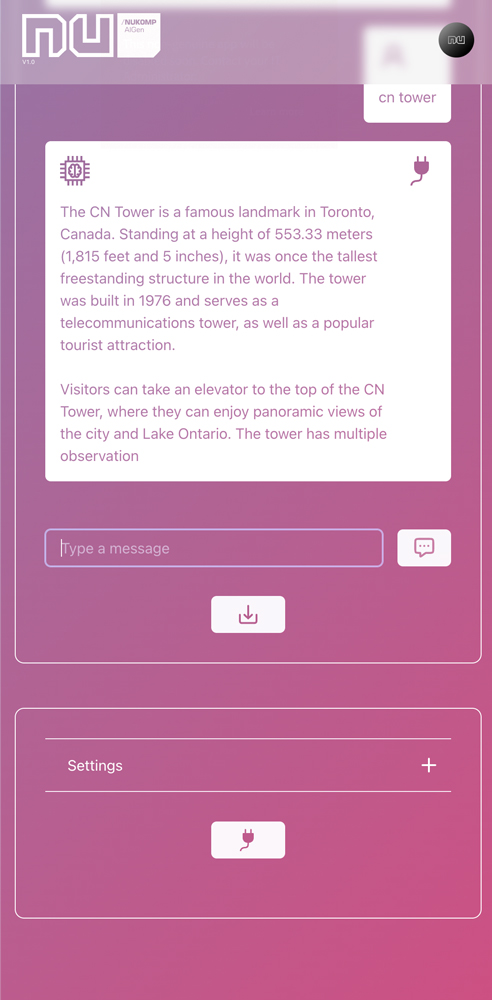 nu
/NUKOMP
AIGen
V1.0
nu
cn tower
The CN Tower is a famous landmark in Toronto,
Canada. Standing at a height of 553.33 meters
(1,815 feet and 5 inches), it was once the tallest
freestanding structure in the world. The tower
was built in 1976 and serves as a
telecommunications tower, as well as a popular
tourist attraction.
Visitors can take an elevator to the top of the CN
Tower, where they can enjoy panoramic views of
the city and Lake Ontario. The tower has multiple
observation
Type a message
Settings